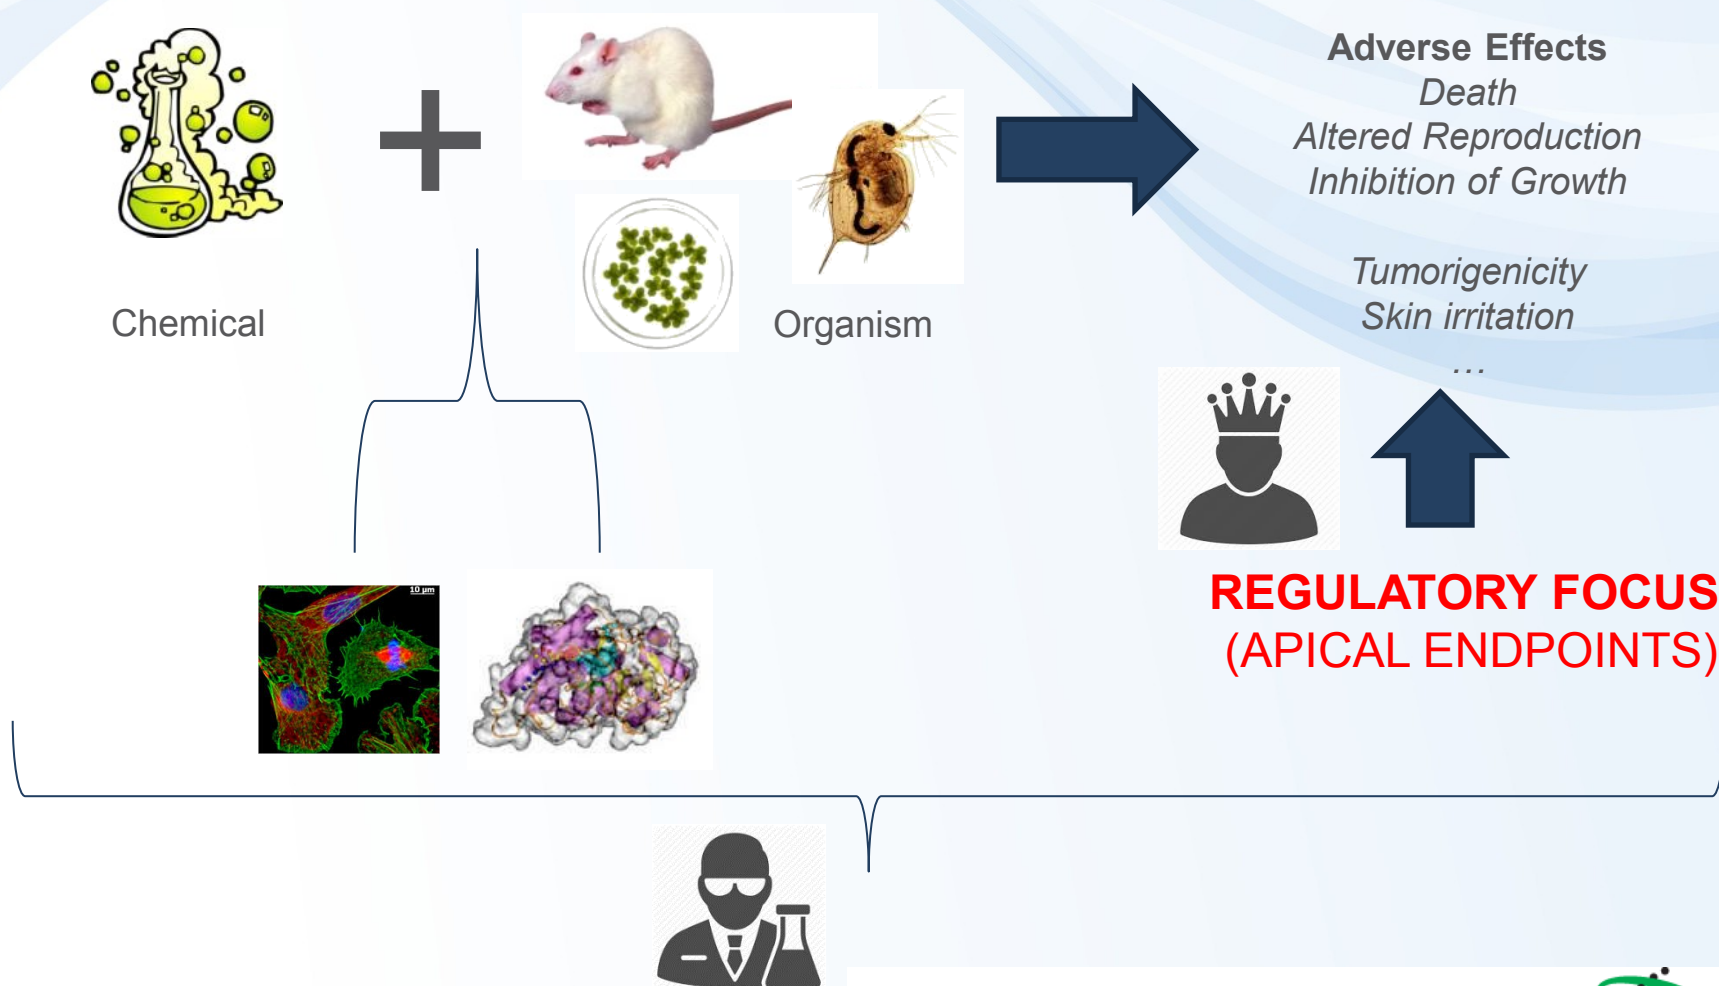 Chemical
Organism
Adverse Effects
Death
Altered Reproduction
Inhibition of Growth
Tumorigenicity
Skin irritation
…
REGULATORY FOCUS
(APICAL ENDPOINTS)
10 µm